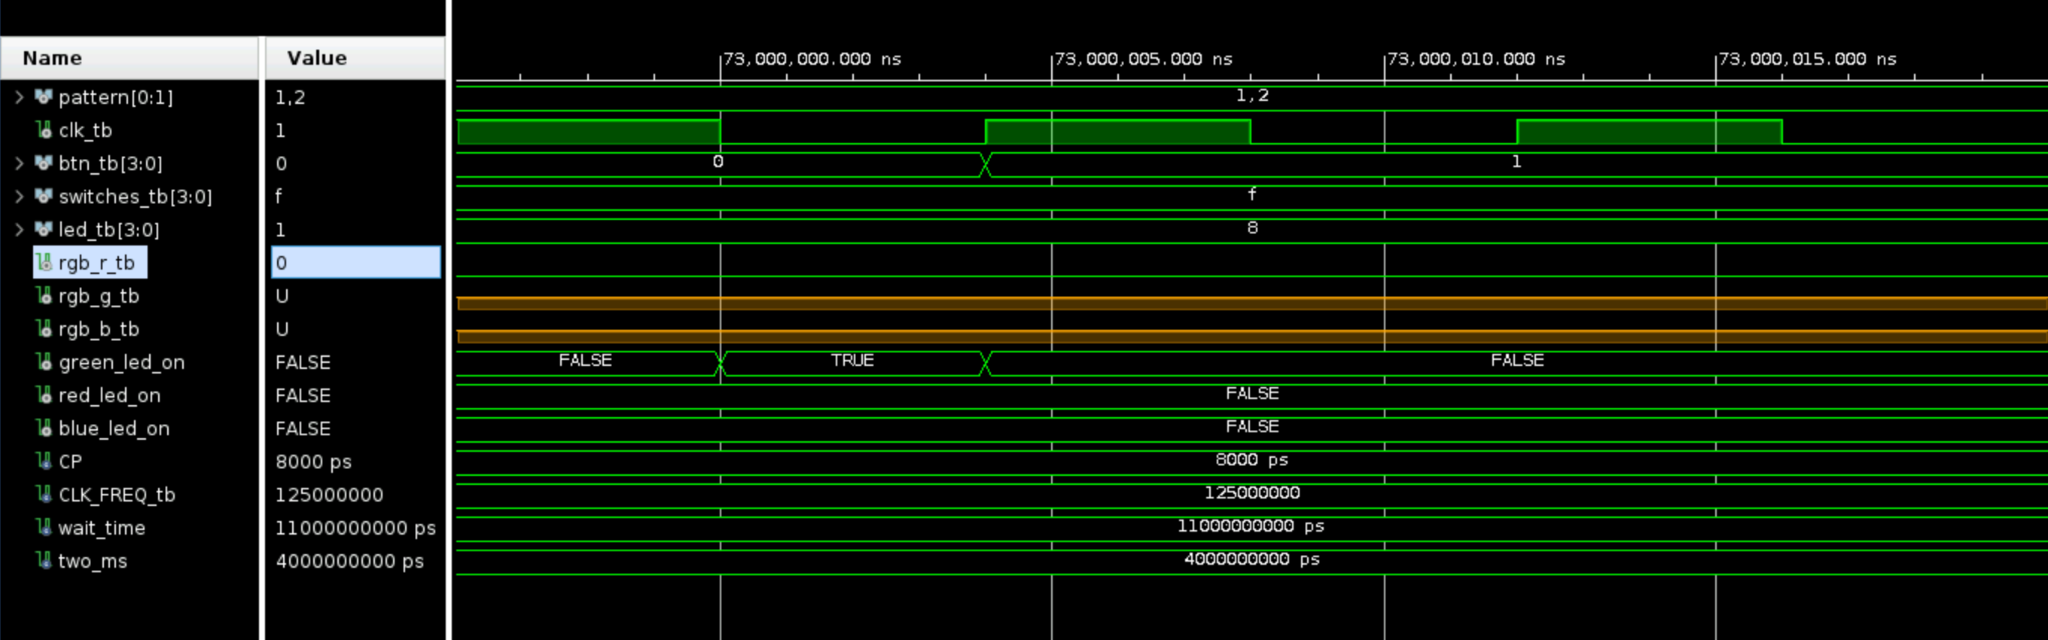 Name Value 73,000,000.000 ns 73,000,005.000 ns 73,000,010.000 ns 73,000,015.000 ns
pattern[0:1] 1,2 1,2
clk_tb 1
btn_tb[3:0] 0 0 1
switches_tb[3:0] f f
led_tb[3:0] 1 8
rgb_r_tb 0
rgb_g_tb U
rgb_b_tb U
green_led_on FALSE FALSE TRUE FALSE
red_led_on FALSE FALSE
blue_led_on FALSE FALSE
CP 8000 ps 8000 ps
CLK_FREQ_tb 125000000 125000000
wait_time 11000000000 ps 11000000000 ps
two_ms 4000000000 ps 4000000000 ps